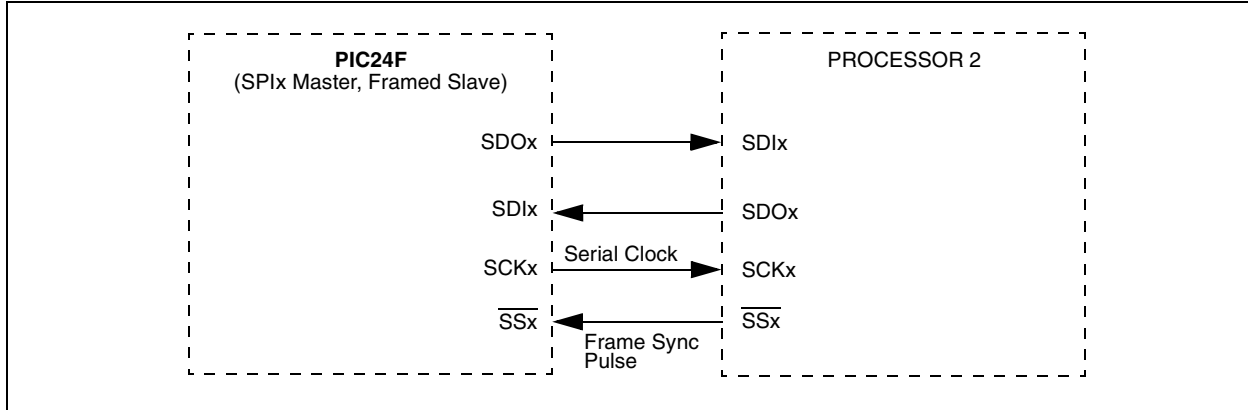 PIC24F
(SPIx Master, Framed Slave)
PROCESSOR 2
SDOx
SDIx
SDIx
SDOx
SCKx
Serial Clock
SCKx
SSx
SSx
Frame Sync
Pulse